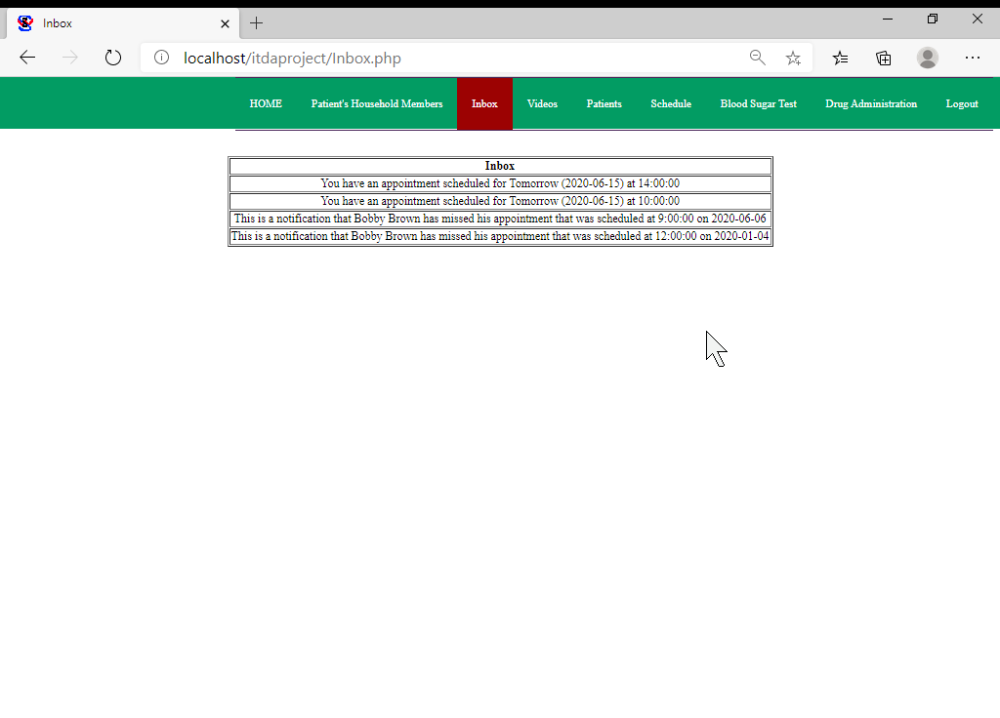 Inbox
localhost/itdaproject/Inbox.php
HOME Patient's Household Members Inbox Videos Patients Schedule Blood Sugar Test Drug Administration Logout
Inbox
You have an appointment scheduled for Tomorrow (2020-06-15) at 14:00:00
You have an appointment scheduled for Tomorrow (2020-06-15) at 10:00:00
This is a notification that Bobby Brown has missed his appointment that was scheduled at 9:00:00 on 2020-06-06
This is a notification that Bobby Brown has missed his appointment that was scheduled at 12:00:00 on 2020-01-04